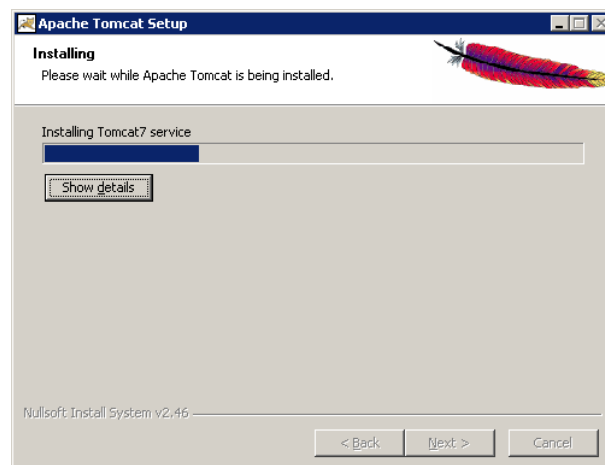 Apache Tomcat Setup
Installing
Please wait while Apache Tomcat is being installed.
Installing Tomcat7 service
Show details
Nullsoft Install System v2.46
< Back Next > Cancel